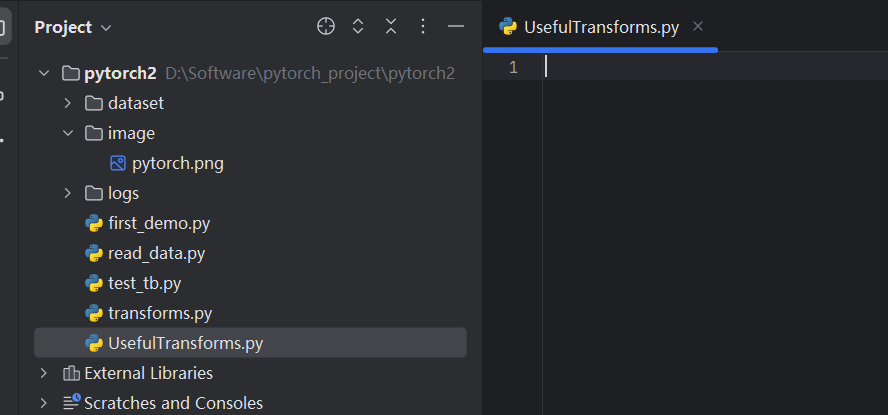 Project
UsefulTransforms.py
pytorch2 D:\Software\pytorch_project\pytorch2
1
dataset
image
pytorch.png
logs
first_demo.py
read_data.py
test_tb.py
transforms.py
UsefulTransforms.py
External Libraries
Scratches and Consoles